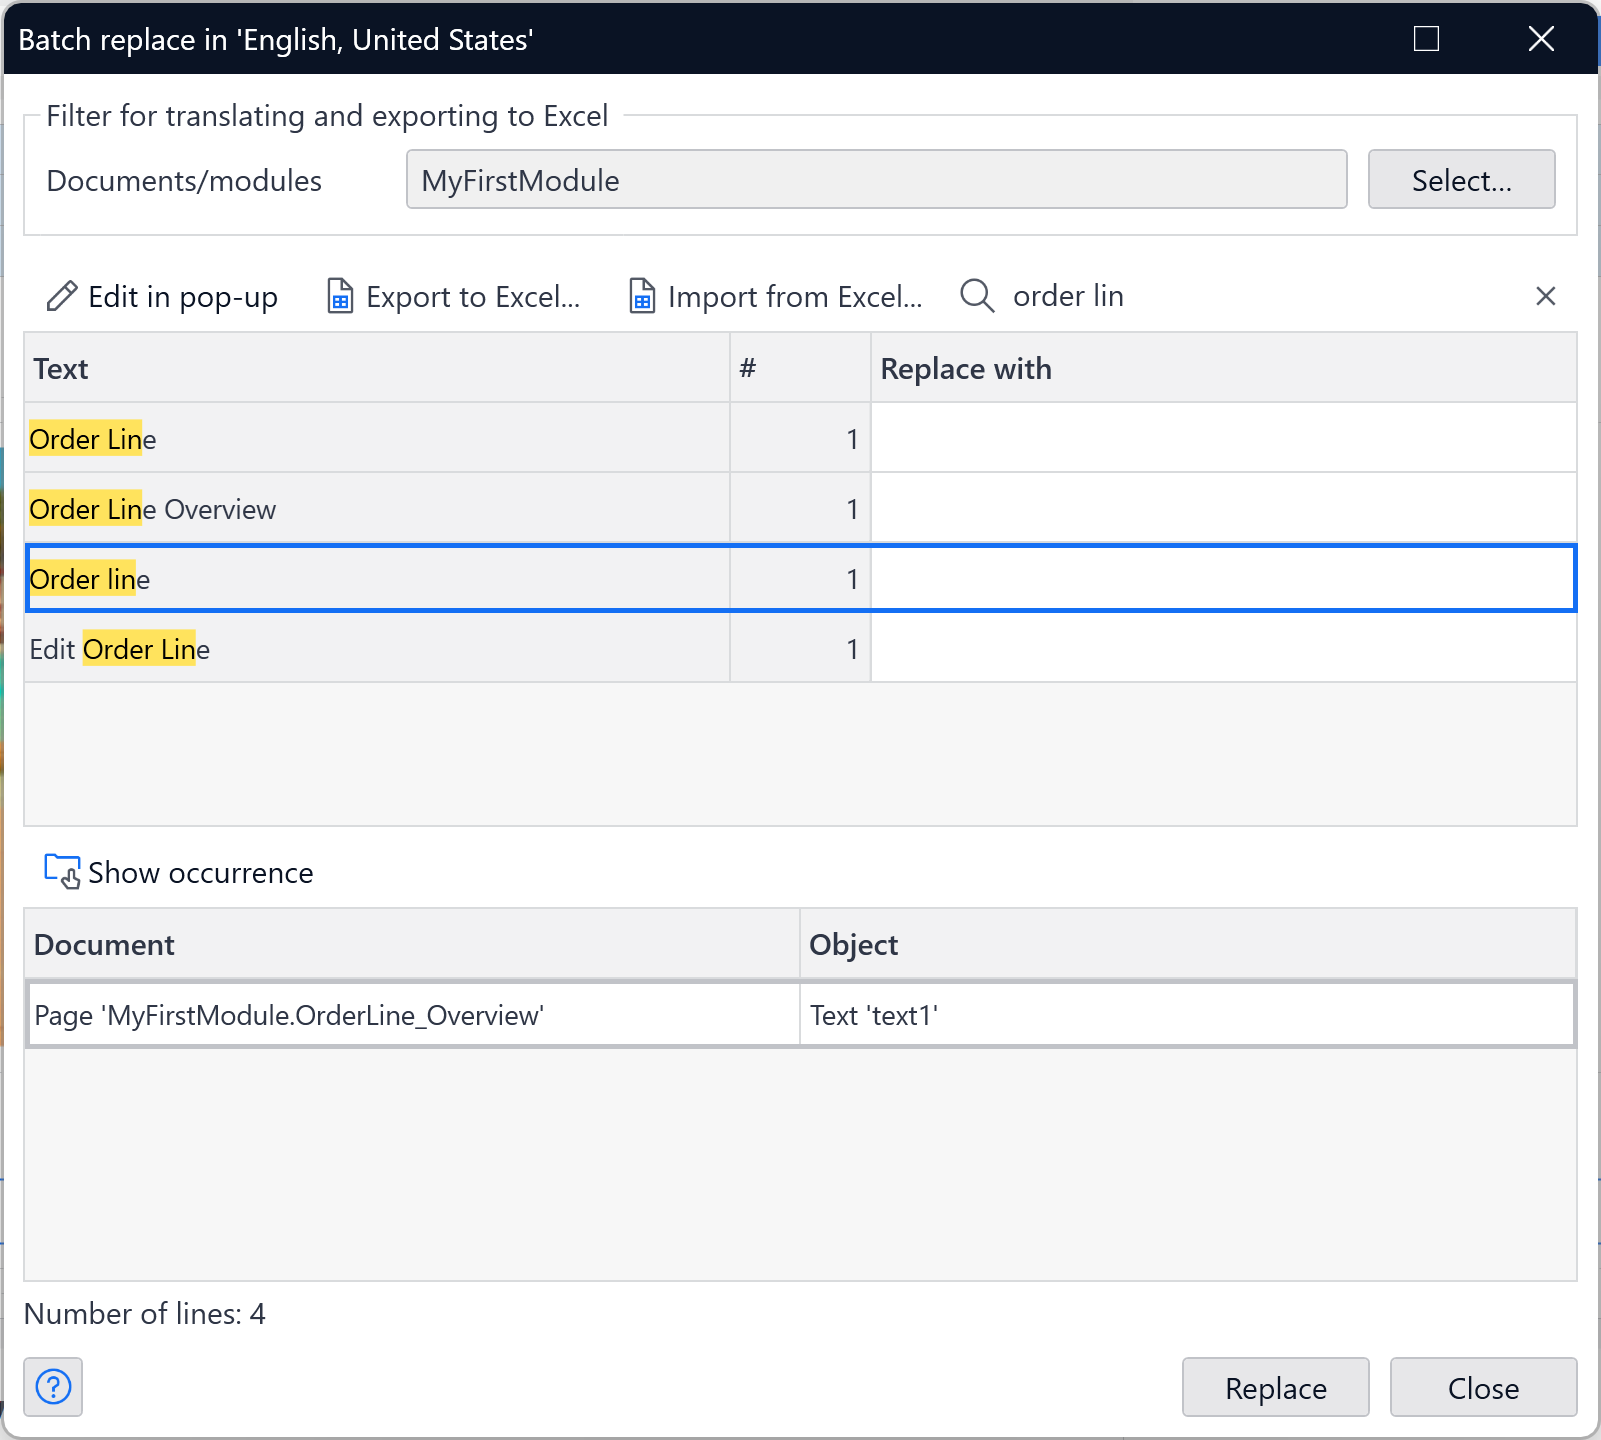 Batch replace in 'English, United States'
Filter for translating and exporting to Excel
Documents/modules MyFirstModule Select...
Edit in pop-up Export to Excel... Import from Excel... order lin
Text # Replace with
Order Line 1
Order Line Overview 1
Order line 1
Edit Order Line 1
Show occurrence
Document Object
Page 'MyFirstModule.OrderLine_Overview' Text 'text1'
Number of lines: 4
? Replace Close